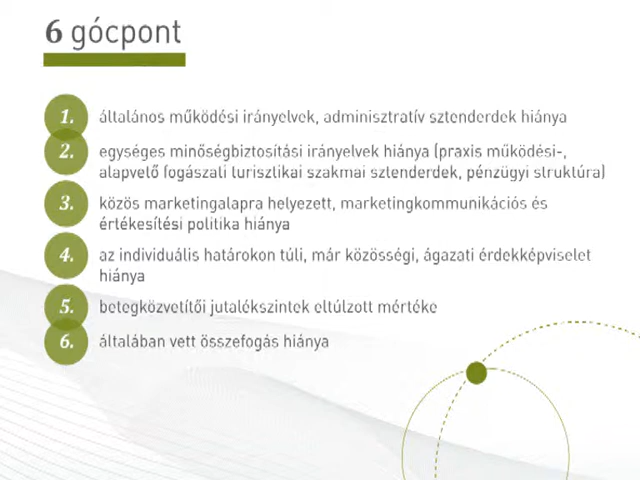 6 gócpont
1. általános működési irányelvek, adminisztratív sztenderdek hiánya
2. egységes minőségbiztosítási irányelvek hiánya (praxis működési-,
alapvető fogászati turisztikai szakmai sztenderdek, pénzügyi struktúra)
3. közös marketingalapra helyezett, marketingkommunikációs és
értékesítési politika hiánya
4. az individuális határokon túli, már közösségi, ágazati érdekképviselet
hiánya
5. betegközvetítői jutalékszintek eltúlzott mértéke
6. általában vett összefogás hiánya